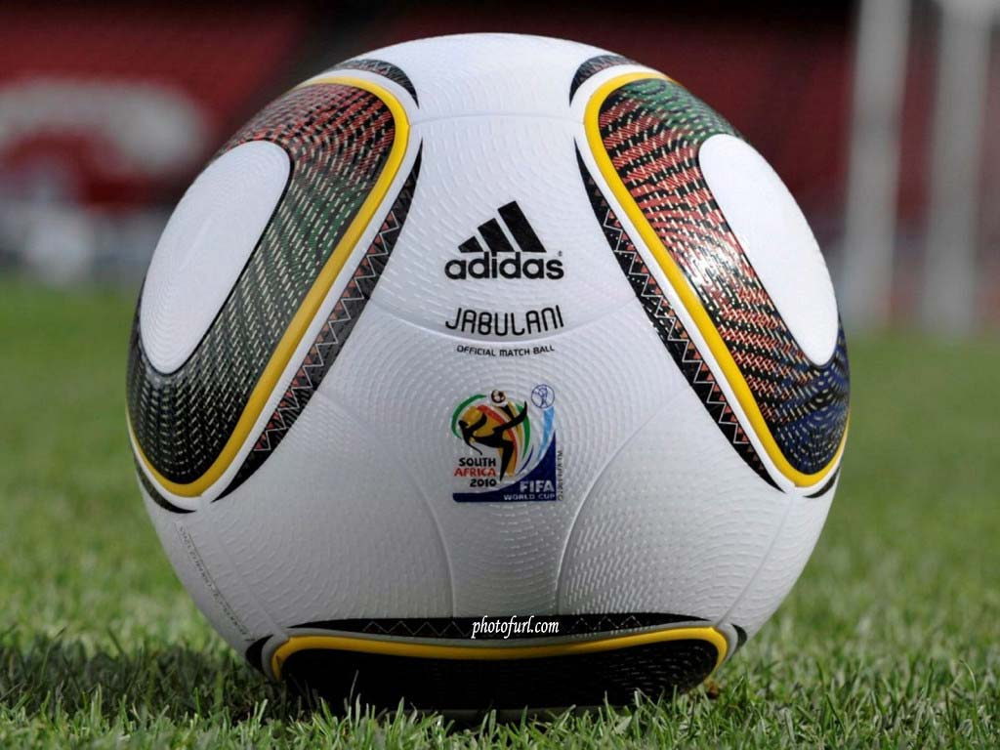 adidas
JABULANI
OFFICIAL MATCH BALL
SOUTH
AFRICA
2010
FIFA
WORLD CUP
photofurl.com